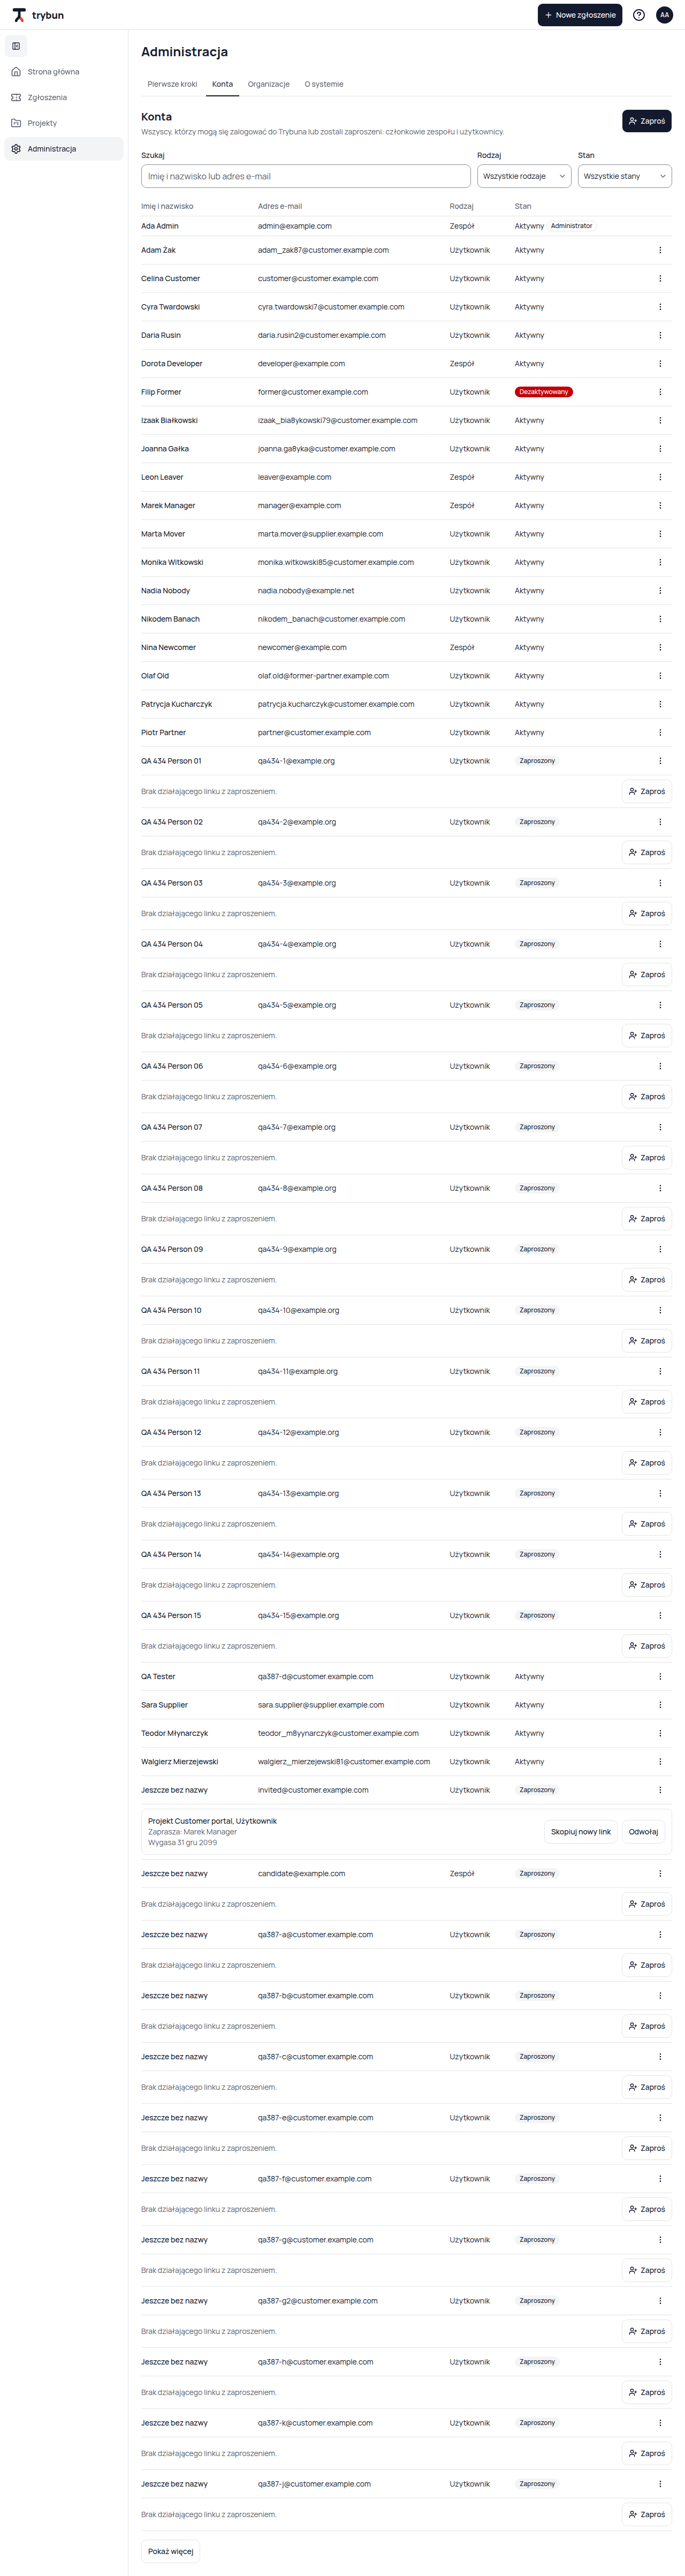 trybun
Nowe zgłoszenie
AA
Strona główna
Zgłoszenia
Projekty
Administracja
Administracja
Pierwsze kroki Konta Organizacje O systemie
Konta
Wszyscy, którzy mogą się zalogować do Trybuna lub zostali zaproszeni: członkowie zespołu i użytkownicy.
Zaproś
Szukaj Rodzaj Stan
Imię i nazwisko lub adres e-mail Wszystkie rodzaje Wszystkie stany
Imię i nazwisko Adres e-mail Rodzaj Stan
Ada Admin admin@example.com Zespół Aktywny Administrator
Adam Żak adam_zak87@customer.example.com Użytkownik Aktywny
Celina Customer customer@customer.example.com Użytkownik Aktywny
Cyra Twardowski cyra.twardowski7@customer.example.com Użytkownik Aktywny
Daria Rusin daria.rusin2@customer.example.com Użytkownik Aktywny
Dorota Developer developer@example.com Zespół Aktywny
Filip Former former@customer.example.com Użytkownik Dezaktywowany
Izaak Białkowski izaak_bia8ykowski79@customer.example.com Użytkownik Aktywny
Joanna Gałka joanna.ga8yka@customer.example.com Użytkownik Aktywny
Leon Leaver leaver@example.com Zespół Aktywny
Marek Manager manager@example.com Zespół Aktywny
Marta Mover marta.mover@supplier.example.com Użytkownik Aktywny
Monika Witkowski monika.witkowski85@customer.example.com Użytkownik Aktywny
Nadia Nobody nadia.nobody@example.net Użytkownik Aktywny
Nikodem Banach nikodem_banach@customer.example.com Użytkownik Aktywny
Nina Newcomer newcomer@example.com Zespół Aktywny
Olaf Old olaf.old@former-partner.example.com Użytkownik Aktywny
Patrycja Kucharczyk patrycja.kucharczyk@customer.example.com Użytkownik Aktywny
Piotr Partner partner@customer.example.com Użytkownik Aktywny
QA 434 Person 01 qa434-1@example.org Użytkownik Zaproszony
Brak działającego linku z zaproszeniem. Zaproś
QA 434 Person 02 qa434-2@example.org Użytkownik Zaproszony
Brak działającego linku z zaproszeniem. Zaproś
QA 434 Person 03 qa434-3@example.org Użytkownik Zaproszony
Brak działającego linku z zaproszeniem. Zaproś
QA 434 Person 04 qa434-4@example.org Użytkownik Zaproszony
Brak działającego linku z zaproszeniem. Zaproś
QA 434 Person 05 qa434-5@example.org Użytkownik Zaproszony
Brak działającego linku z zaproszeniem. Zaproś
QA 434 Person 06 qa434-6@example.org Użytkownik Zaproszony
Brak działającego linku z zaproszeniem. Zaproś
QA 434 Person 07 qa434-7@example.org Użytkownik Zaproszony
Brak działającego linku z zaproszeniem. Zaproś
QA 434 Person 08 qa434-8@example.org Użytkownik Zaproszony
Brak działającego linku z zaproszeniem. Zaproś
QA 434 Person 09 qa434-9@example.org Użytkownik Zaproszony
Brak działającego linku z zaproszeniem. Zaproś
QA 434 Person 10 qa434-10@example.org Użytkownik Zaproszony
Brak działającego linku z zaproszeniem. Zaproś
QA 434 Person 11 qa434-11@example.org Użytkownik Zaproszony
Brak działającego linku z zaproszeniem. Zaproś
QA 434 Person 12 qa434-12@example.org Użytkownik Zaproszony
Brak działającego linku z zaproszeniem. Zaproś
QA 434 Person 13 qa434-13@example.org Użytkownik Zaproszony
Brak działającego linku z zaproszeniem. Zaproś
QA 434 Person 14 qa434-14@example.org Użytkownik Zaproszony
Brak działającego linku z zaproszeniem. Zaproś
QA 434 Person 15 qa434-15@example.org Użytkownik Zaproszony
Brak działającego linku z zaproszeniem. Zaproś
QA Tester qa387-d@customer.example.com Użytkownik Aktywny
Sara Supplier sara.supplier@supplier.example.com Użytkownik Aktywny
Teodor Młynarczyk teodor_m8yynarczyk@customer.example.com Użytkownik Aktywny
Walgierz Mierzejewski walgierz_mierzejewski81@customer.example.com Użytkownik Aktywny
Jeszcze bez nazwy invited@customer.example.com Użytkownik Zaproszony
Projekt Customer portal, Użytkownik
Zaprasza: Marek Manager
Wygasa 31 gru 2099
Skopiuj nowy link Odwołaj
Jeszcze bez nazwy candidate@example.com Zespół Zaproszony
Brak działającego linku z zaproszeniem. Zaproś
Jeszcze bez nazwy qa387-a@customer.example.com Użytkownik Zaproszony
Brak działającego linku z zaproszeniem. Zaproś
Jeszcze bez nazwy qa387-b@customer.example.com Użytkownik Zaproszony
Brak działającego linku z zaproszeniem. Zaproś
Jeszcze bez nazwy qa387-c@customer.example.com Użytkownik Zaproszony
Brak działającego linku z zaproszeniem. Zaproś
Jeszcze bez nazwy qa387-e@customer.example.com Użytkownik Zaproszony
Brak działającego linku z zaproszeniem. Zaproś
Jeszcze bez nazwy qa387-f@customer.example.com Użytkownik Zaproszony
Brak działającego linku z zaproszeniem. Zaproś
Jeszcze bez nazwy qa387-g@customer.example.com Użytkownik Zaproszony
Brak działającego linku z zaproszeniem. Zaproś
Jeszcze bez nazwy qa387-g2@customer.example.com Użytkownik Zaproszony
Brak działającego linku z zaproszeniem. Zaproś
Jeszcze bez nazwy qa387-h@customer.example.com Użytkownik Zaproszony
Brak działającego linku z zaproszeniem. Zaproś
Jeszcze bez nazwy qa387-k@customer.example.com Użytkownik Zaproszony
Brak działającego linku z zaproszeniem. Zaproś
Jeszcze bez nazwy qa387-j@customer.example.com Użytkownik Zaproszony
Brak działającego linku z zaproszeniem. Zaproś
Pokaż więcej